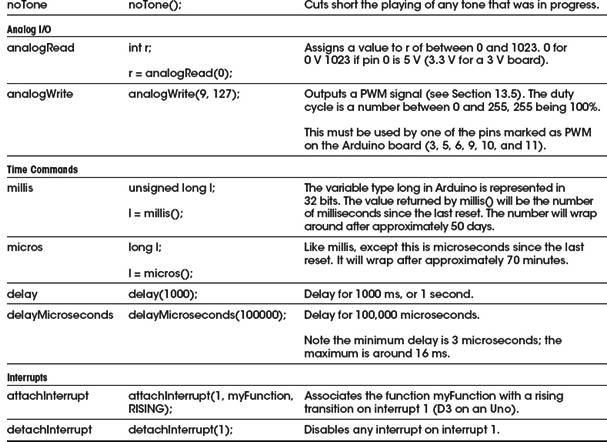 noTone noTone(); Cuts short the playing of any tone that was in progress.
Analog I/O
analogRead int r; Assigns a value to r of between 0 and 1023. 0 for
0 V 1023 if pin 0 is 5 V (3.3 V for a 3 V board).
r = analogRead(0);
analogWrite analogWrite(9, 127); Outputs a PWM signal (see Section 13.5). The duty
cycle is a number between 0 and 255, 255 being 100%.
This must be used by one of the pins marked as PWM
on the Arduino board (3, 5, 6, 9, 10, and 11).
Time Commands
millis unsigned long l; The variable type long in Arduino is represented in
32 bits. The value returned by millis() will be the number
l = millis(); of milliseconds since the last reset. The number will wrap
around after approximately 50 days.
micros long l; Like millis, except this is microseconds since the last
reset. It will wrap after approximately 70 minutes.
l = micros();
delay delay(1000); Delay for 1000 ms, or 1 second.
delayMicroseconds delayMicroseconds(100000); Delay for 100,000 microseconds.
Note the minimum delay is 3 microseconds; the
maximum is around 16 ms.
Interrupts
attachInterrupt attachInterrupt(1, myFunction, Associates the function myFunction with a rising
RISING); transition on interrupt 1 (D3 on an Uno).
detachInterrupt detachInterrupt(1); Disables any interrupt on interrupt 1.